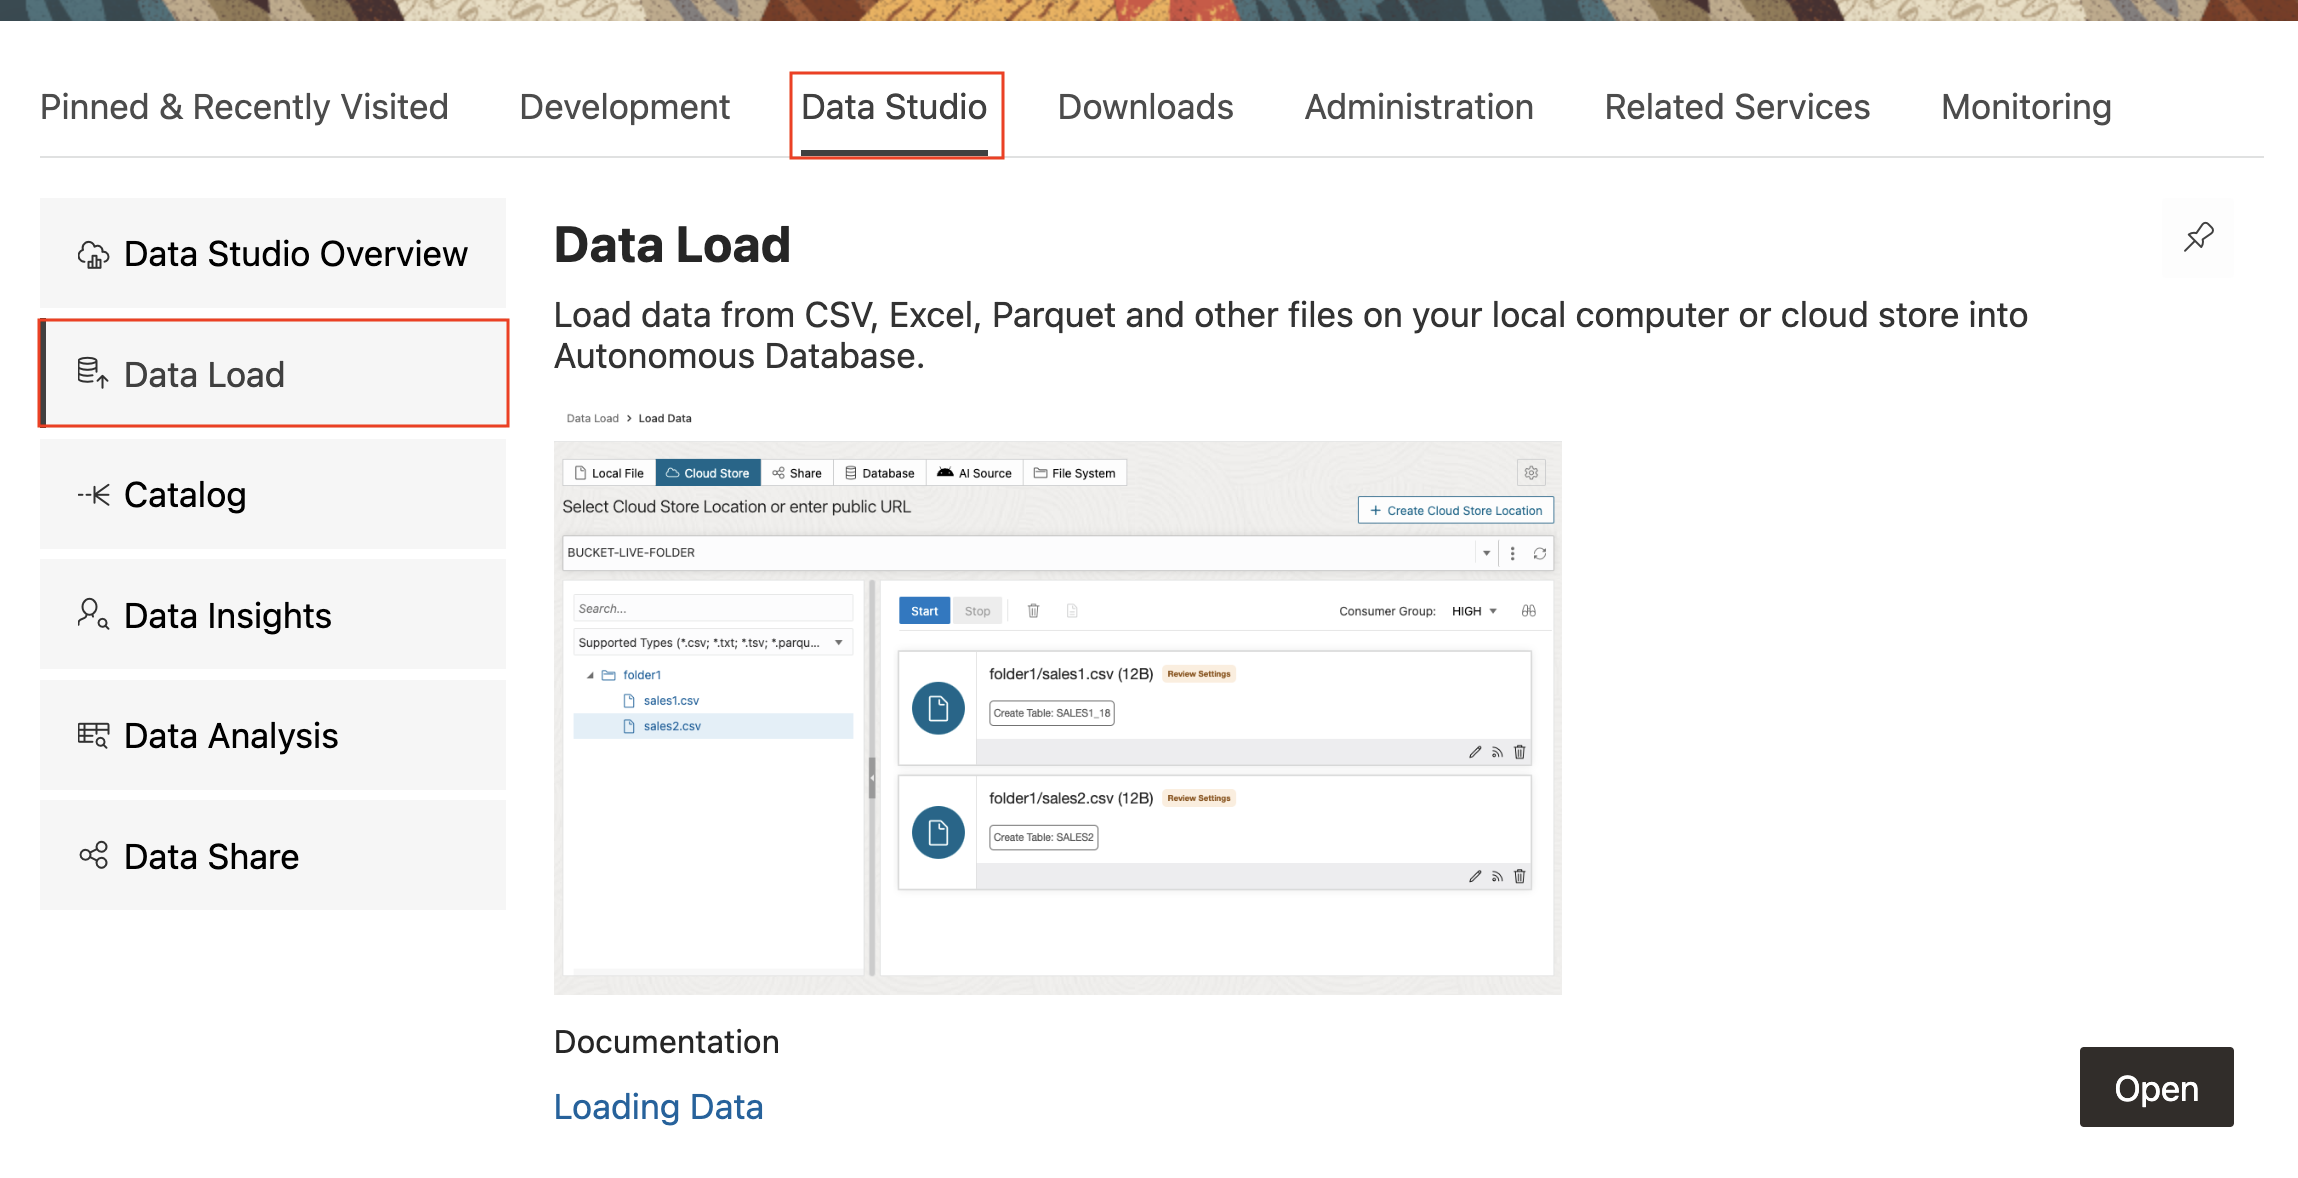 Pinned & Recently Visited
Development
Data Studio
Downloads
Administration
Related Services
Monitoring
Data Studio Overview
Data Load
Catalog
Data Insights
Data Analysis
Data Share
Data Load
Load data from CSV, Excel, Parquet and other files on your local computer or cloud store into
Autonomous Database.
Data Load > Load Data
Local File
Cloud Store
Share
Database
AI Source
File System
Select Cloud Store Location or enter public URL
+ Create Cloud Store Location
BUCKET-LIVE-FOLDER
Search...
Supported Types (*.csv; *.txt; *.tsv; *.parqu...
folder1
sales1.csv
sales2.csv
Start
Stop
Consumer Group: HIGH
folder1/sales1.csv (12B) Review Settings
Create Table: SALES1_18
folder1/sales2.csv (12B) Review Settings
Create Table: SALES2
Documentation
Loading Data
Open